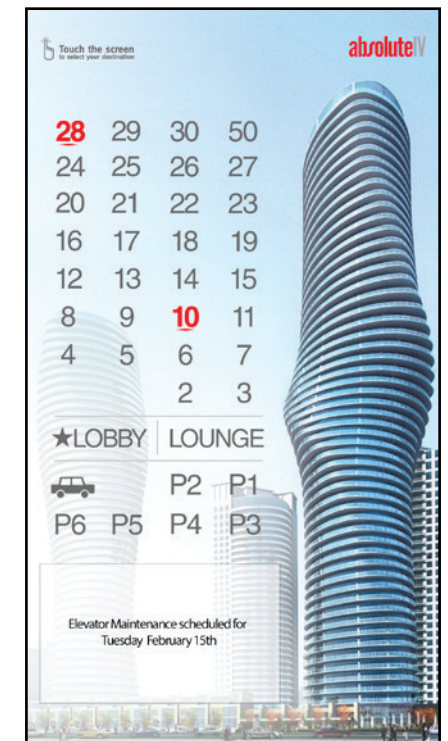 Touch the screen
to select your destination
absoluteIV
28 29 30 50
24 25 26 27
20 21 22 23
16 17 18 19
12 13 14 15
8 9 10 11
4 5 6 7
2 3
★LOBBY LOUNGE
P2 P1
P6 P5 P4 P3
Elevator Maintenance scheduled for
Tuesday February 15th